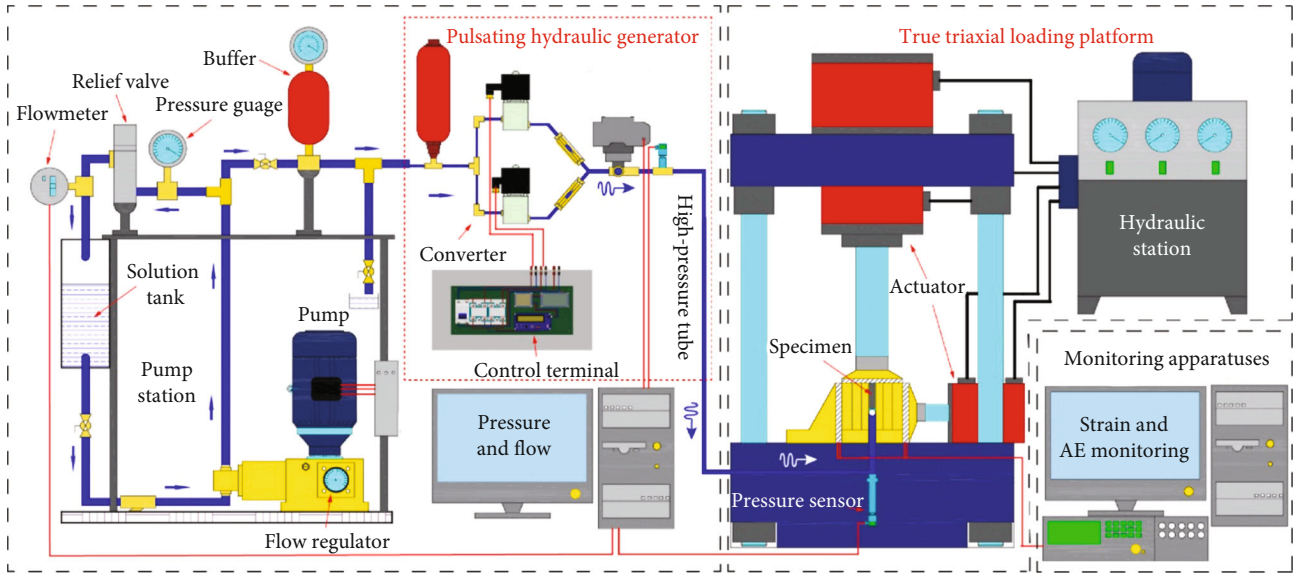 Pulsating hydraulic generator
True triaxial loading platform
Buffer
Relief valve
Flowmeter
Pressure guage
Converter
High-pressure tube
Hydraulic
station
Solution
tank
Pump
Pump
station
Control terminal
Actuator
Specimen
Monitoring apparatuses
Pressure
and flow
Strain and
AE monitoring
Pressure sensor
Flow regulator